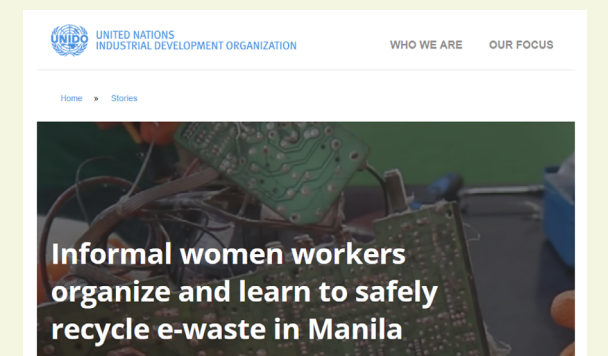 UNIDO
UNITED NATIONS
INDUSTRIAL DEVELOPMENT ORGANIZATION
WHO WE ARE
OUR FOCUS
Home » Stories
Informal women workers
organize and learn to safely
recycle e-waste in Manila